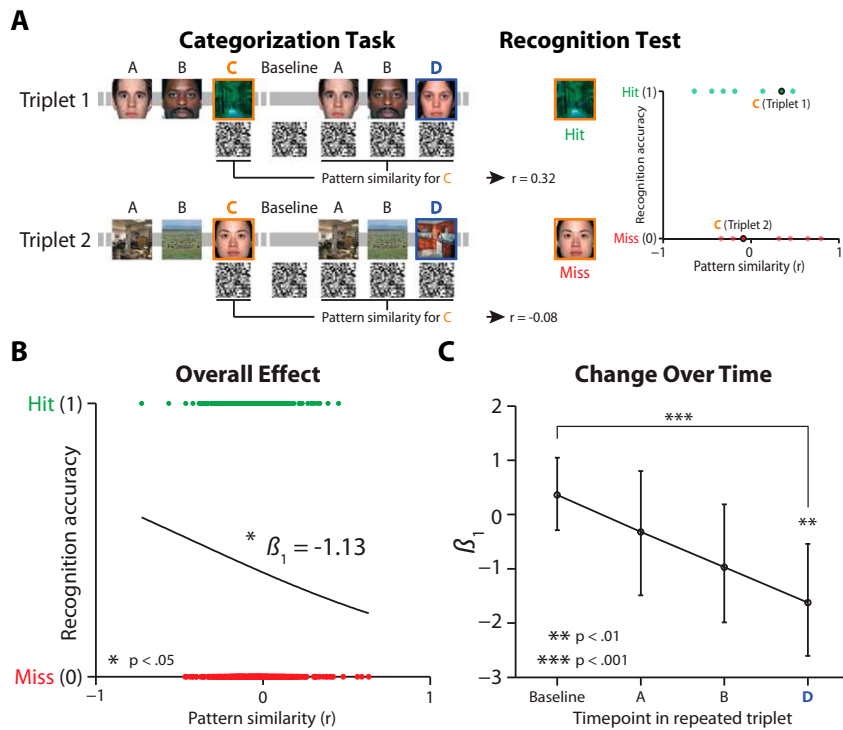 A
Categorization Task
Recognition Test
A B C Baseline A B D
Triplet 1
Hit
Pattern similarity for C
r = 0.32
Triplet 2
A B C Baseline A B D
Miss
Pattern similarity for C
r = -0.08
Hit (1)
C (Triplet 1)
Recognition accuracy
C (Triplet 2)
Miss (0)
−1 0 1
Pattern similarity (r)
B
Overall Effect
Hit (1)
Recognition accuracy
* ß1 = -1.13
* p < .05
Miss (0)
−1 0 1
Pattern similarity (r)
C
Change Over Time
2
1
0
−1
−2
−3
ß1
***
**
** p < .01
*** p < .001
Baseline A B D
Timepoint in repeated triplet